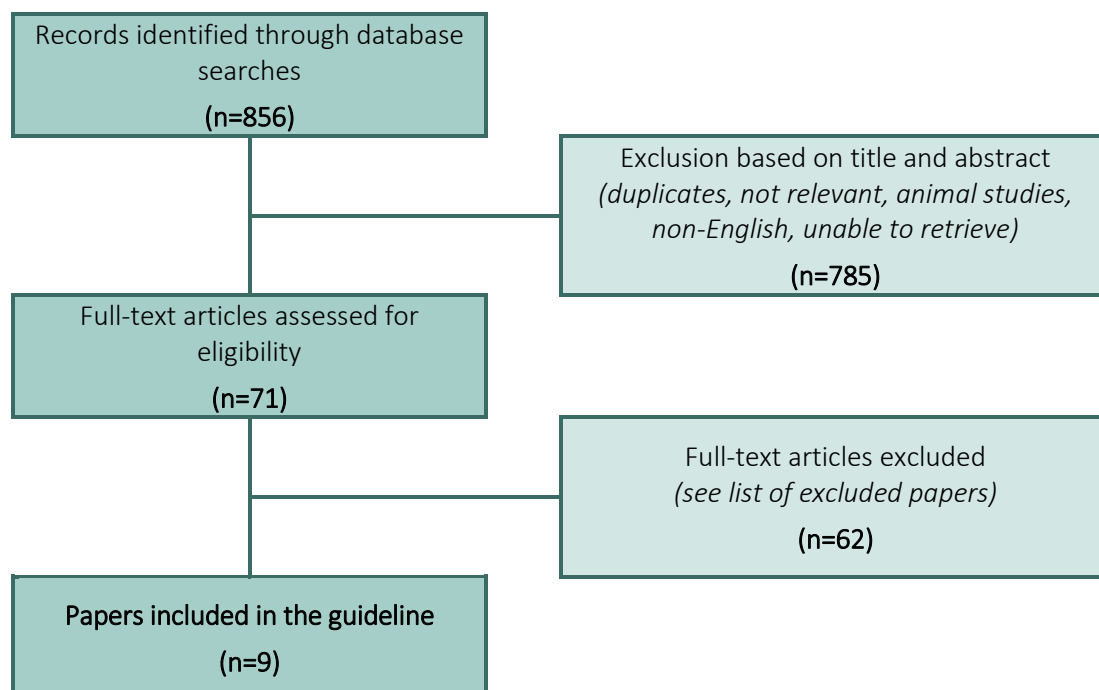 Records identified through database
searches
(n=856)
Exclusion based on title and abstract
(duplicates, not relevant, animal studies,
non-English, unable to retrieve)
(n=785)
Full-text articles assessed for
eligibility
(n=71)
Full-text articles excluded
(see list of excluded papers)
(n=62)
Papers included in the guideline
(n=9)